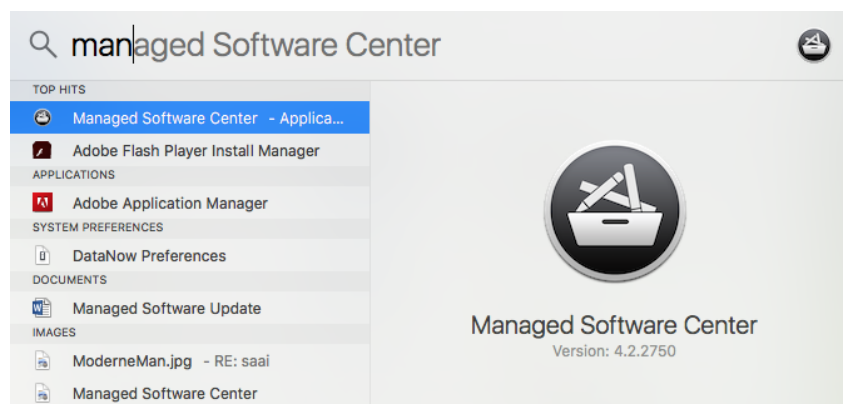 managed Software Center
TOP HITS
Managed Software Center - Applica...
Adobe Flash Player Install Manager
APPLICATIONS
Adobe Application Manager
SYSTEM PREFERENCES
DataNow Preferences
DOCUMENTS
Managed Software Update
IMAGES
ModerneMan.jpg - RE: saai
Managed Software Center
Managed Software Center
Version: 4.2.2750